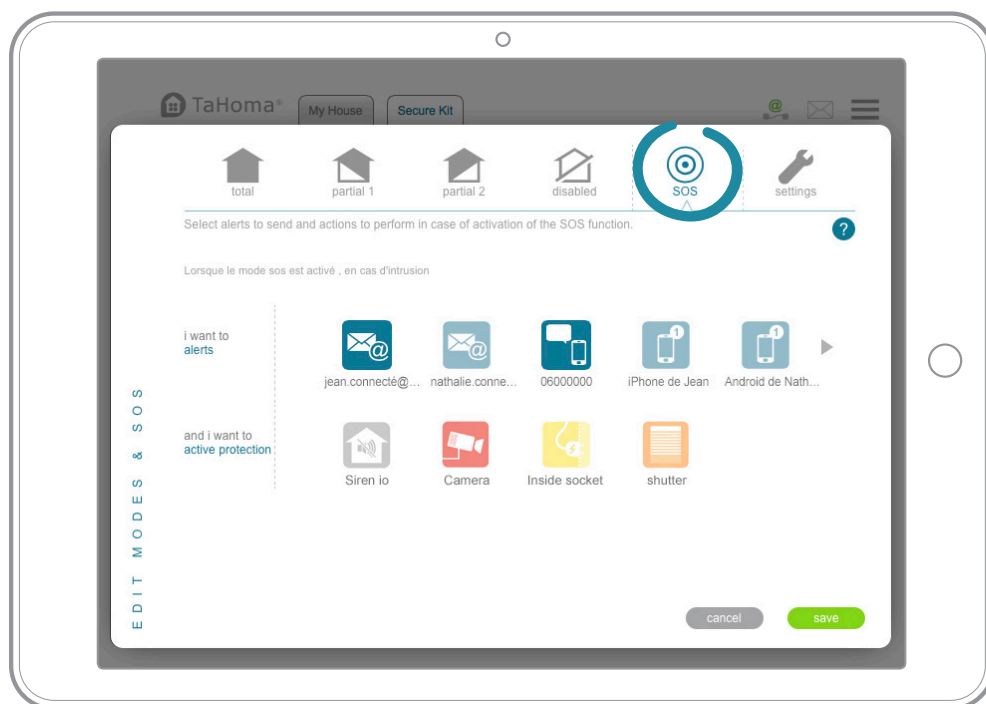 TaHoma®
My House
Secure Kit
@
total
partial 1
partial 2
disabled
SOS
settings
Select alerts to send and actions to perform in case of activation of the SOS function.
?
Lorsque le mode sos est activé , en cas d'intrusion
i want to
alerts
@
@
1
1
jean.connecté@...
nathalie.conne...
06000000
iPhone de Jean
Android de Nath...
and i want to
active protection
Siren io
Camera
Inside socket
shutter
EDIT MODES & SOS
cancel
save